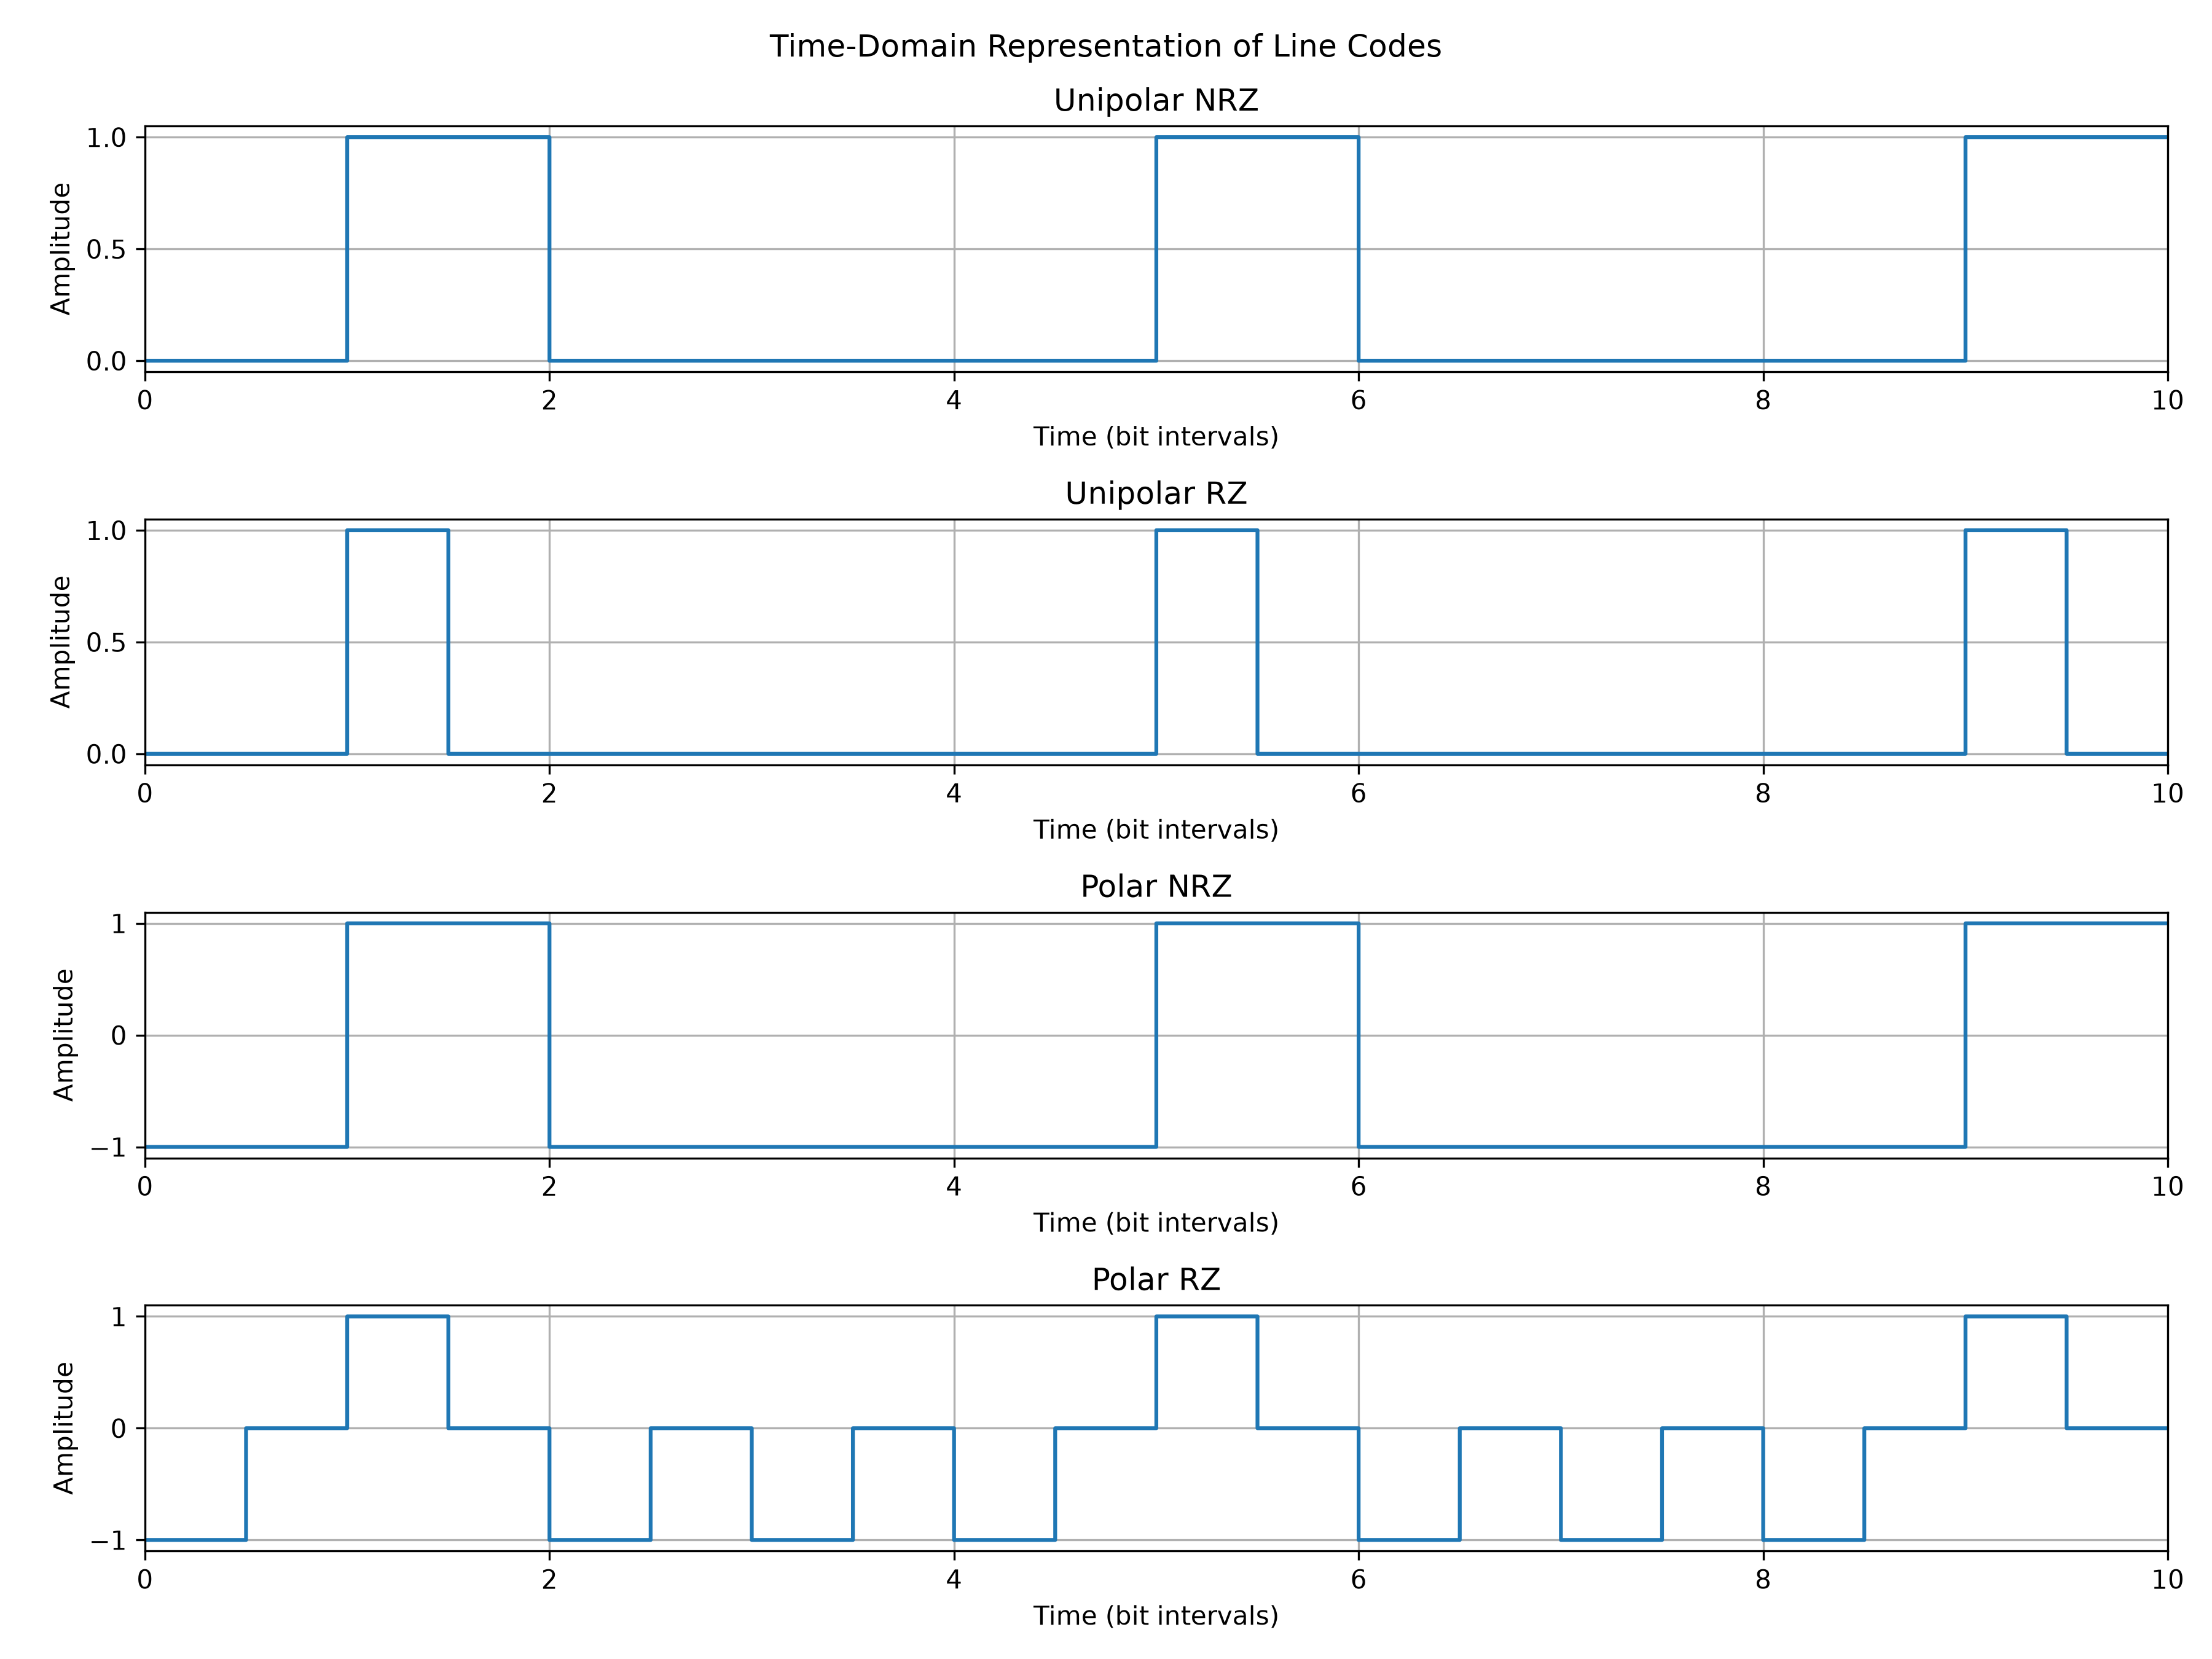 Time-Domain Representation of Line Codes
Unipolar NRZ
Amplitude
1.0
0.5
0.0
0 2 4 6 8 10
Time (bit intervals)
Unipolar RZ
Amplitude
1.0
0.5
0.0
0 2 4 6 8 10
Time (bit intervals)
Polar NRZ
Amplitude
1
0
−1
0 2 4 6 8 10
Time (bit intervals)
Polar RZ
Amplitude
1
0
−1
0 2 4 6 8 10
Time (bit intervals)